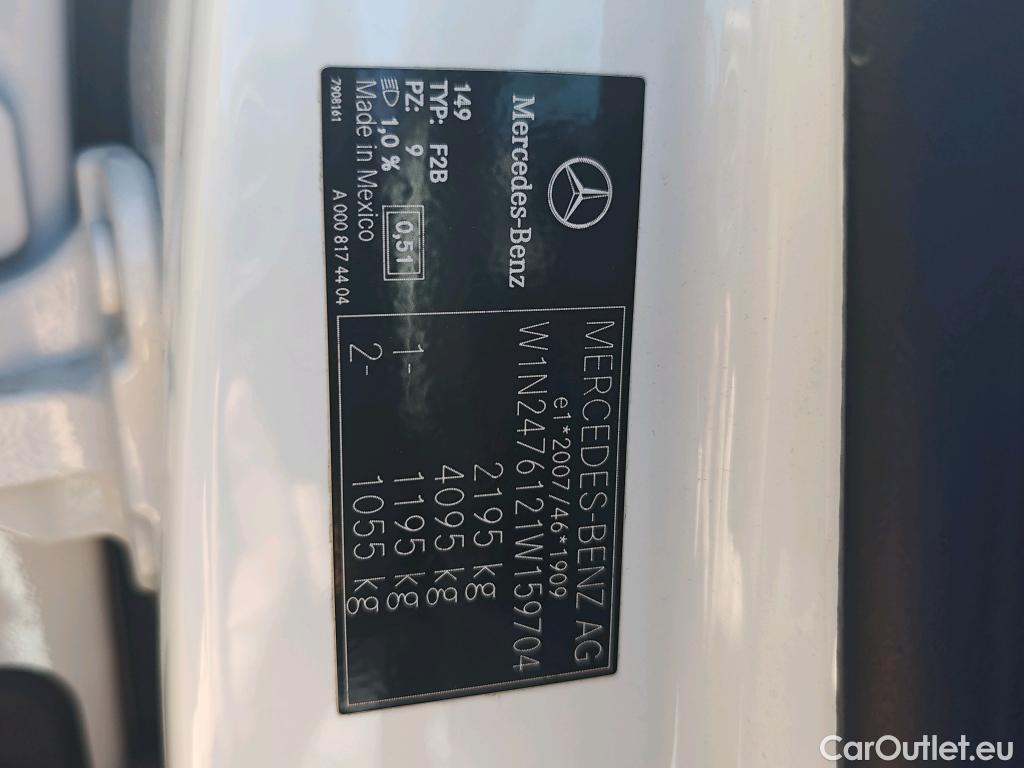 Mercedes-Benz
149
TYP: F2B
PZ: 9
1,0 %
0,51
Made in Mexico
7908161
A 000 817 44 04
MERCEDES-BENZ AG
e1*2007/46*1909
W1N2476121W159704
2195 kg
4095 kg
1- 1195 kg
2- 1055 kg
CarOutlet.eu